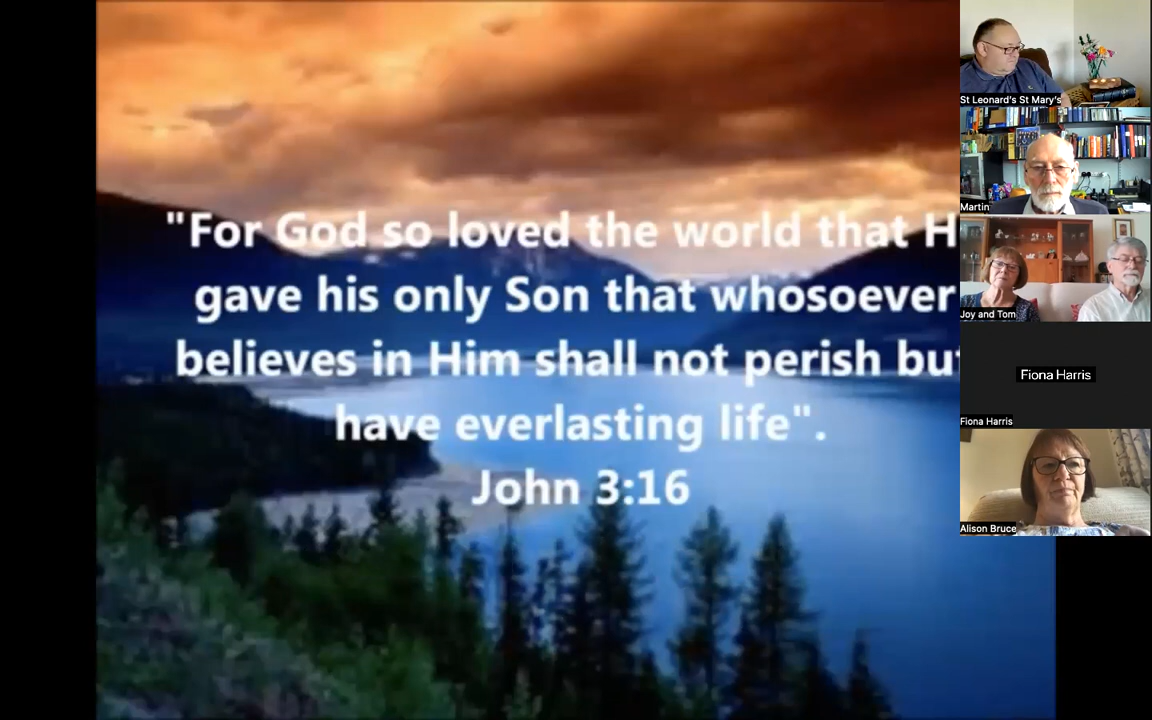 "For God so loved the world that H
gave his only Son that whosoever
believes in Him shall not perish but
have everlasting life".
John 3:16
St Leonard's St Mary's
Martin
Joy and Tom
Fiona Harris
Fiona Harris
Alison Bruce